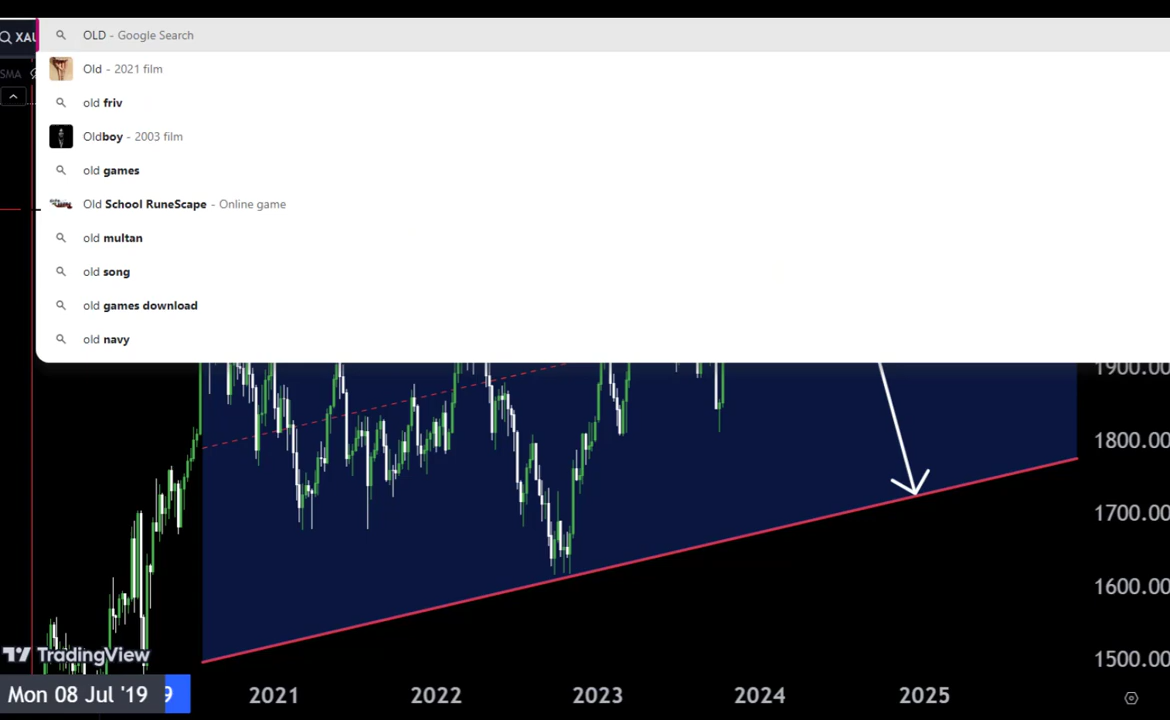 XAU
OLD - Google Search
SMA
Old - 2021 film
old friv
Oldboy - 2003 film
old games
Old School RuneScape - Online game
old multan
old song
old games download
old navy
1900.00
1800.00
1700.00
1600.00
1500.00
TradingView
Mon 08 Jul '19 9
2021 2022 2023 2024 2025